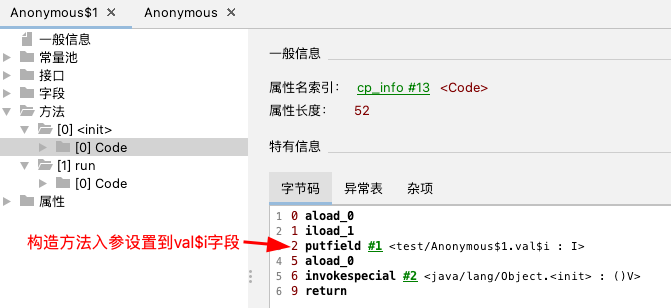 Anonymous$1 × Anonymous ×
一般信息
常量池
接口
字段
方法
[0] <init>
[0] Code
[1] run
[0] Code
属性
一般信息
属性名索引： cp_info #13 <Code>
属性长度： 52
特有信息
字节码 异常表 杂项
1 0 aload_0
2 1 iload_1
3 2 putfield #1 <test/Anonymous$1.val$i : I>
4 5 aload_0
5 6 invokespecial #2 <java/lang/Object.<init> : ()V>
6 9 return
构造方法入参设置到val$i字段